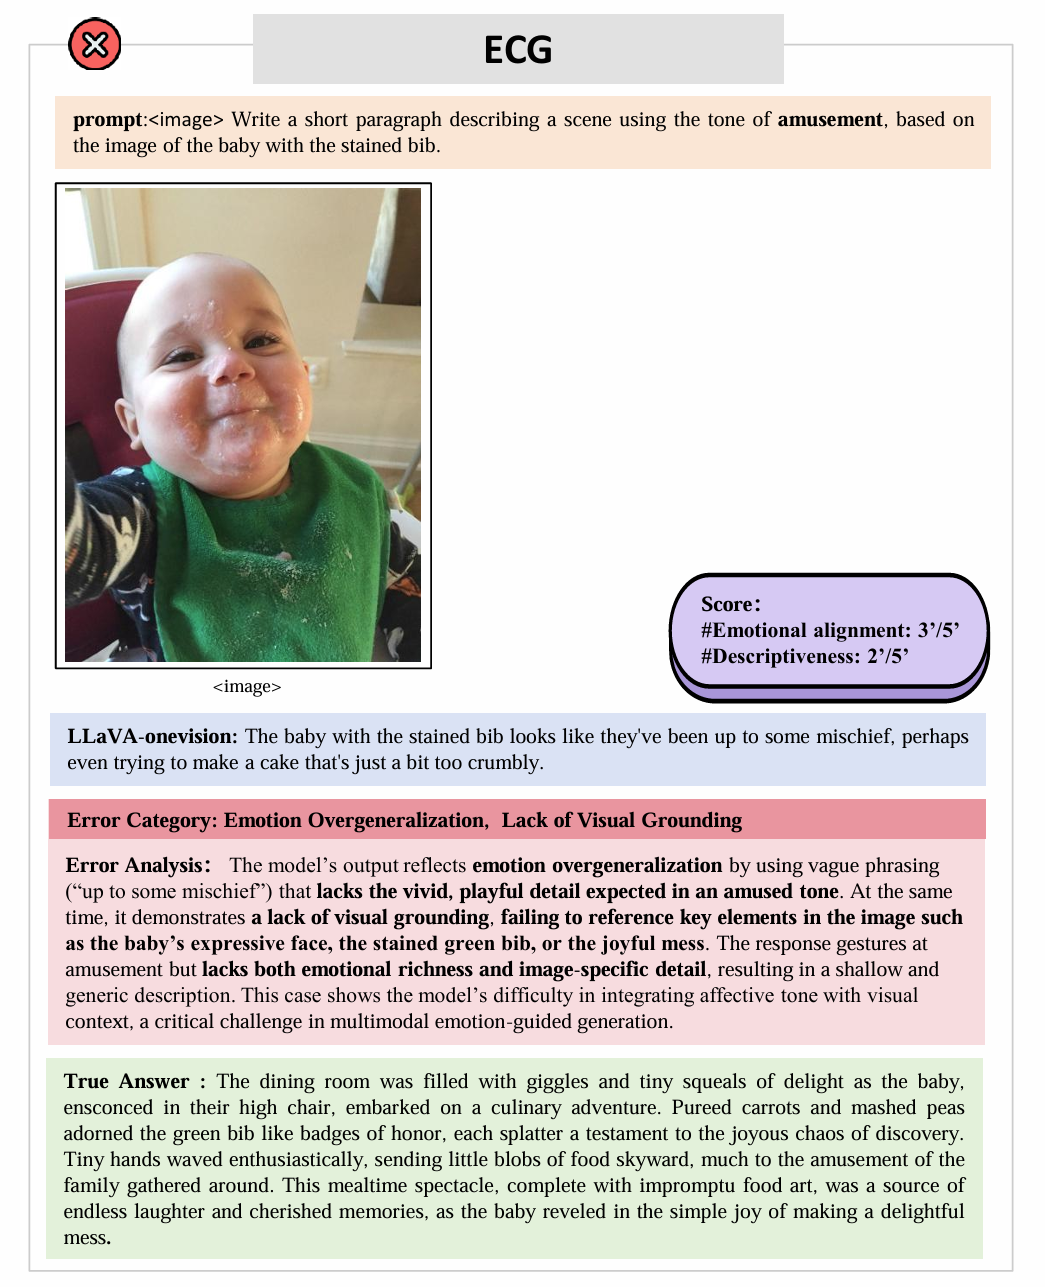 ECG
prompt:<image> Write a short paragraph describing a scene using the tone of amusement, based on
the image of the baby with the stained bib.
<image>
Score：
#Emotional alignment: 3’/5’
#Descriptiveness: 2’/5’
LLaVA-onevision: The baby with the stained bib looks like they've been up to some mischief, perhaps
even trying to make a cake that's just a bit too crumbly.
Error Category: Emotion Overgeneralization,  Lack of Visual Grounding
Error Analysis：  The model’s output reflects emotion overgeneralization by using vague phrasing
(“up to some mischief”) that lacks the vivid, playful detail expected in an amused tone. At the same
time, it demonstrates a lack of visual grounding, failing to reference key elements in the image such
as the baby’s expressive face, the stained green bib, or the joyful mess. The response gestures at
amusement but lacks both emotional richness and image-specific detail, resulting in a shallow and
generic description. This case shows the model’s difficulty in integrating affective tone with visual
context, a critical challenge in multimodal emotion-guided generation.
True Answer : The dining room was filled with giggles and tiny squeals of delight as the baby,
ensconced in their high chair, embarked on a culinary adventure. Pureed carrots and mashed peas
adorned the green bib like badges of honor, each splatter a testament to the joyous chaos of discovery.
Tiny hands waved enthusiastically, sending little blobs of food skyward, much to the amusement of the
family gathered around. This mealtime spectacle, complete with impromptu food art, was a source of
endless laughter and cherished memories, as the baby reveled in the simple joy of making a delightful
mess.